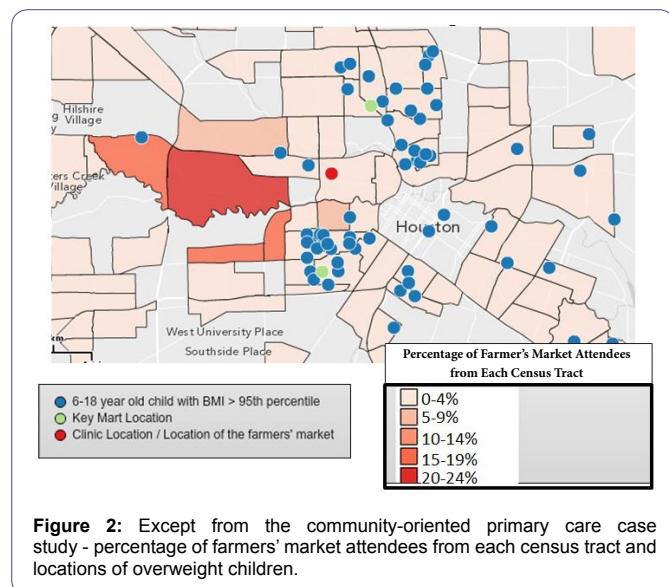 Hilshire
Village
ters Creek
Village
Houston
West University Place
Southside Place
Percentage of Farmer's Market Attendees
from Each Census Tract
0-4%
5-9%
10-14%
15-19%
20-24%
6-18 year old child with BMI > 95th percentile
Key Mart Location
Clinic Location / Location of the farmers' market
Figure 2: Except from the community-oriented primary care case
study - percentage of farmers' market attendees from each census tract and
locations of overweight children.